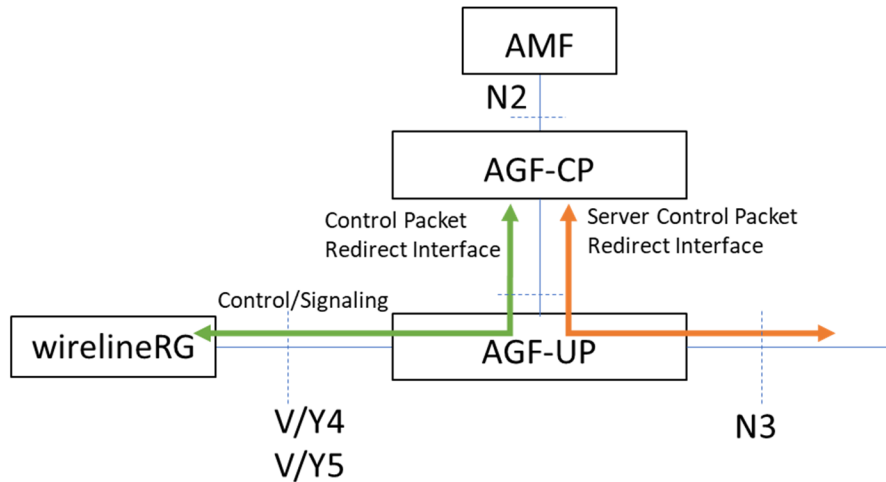 AMF
N2
AGF-CP
Control Packet
Redirect Interface
Server Control Packet
Redirect Interface
Control/Signaling
wirelineRG
AGF-UP
V/Y4
V/Y5
N3